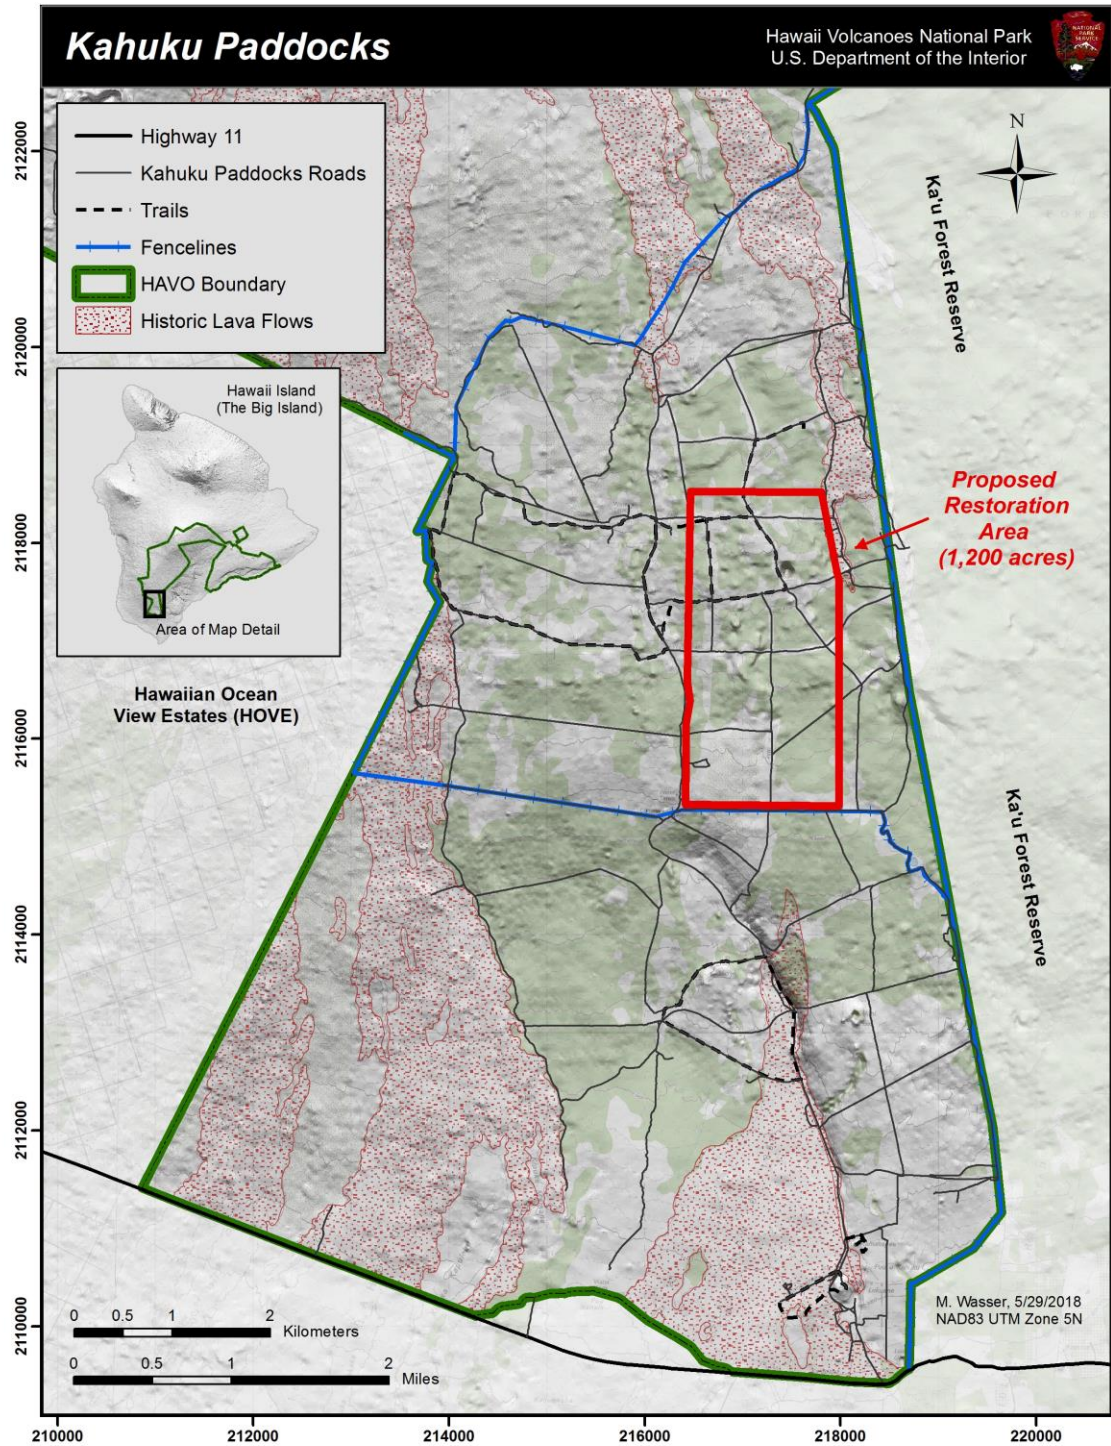 Kahuku Paddocks
Hawaii Volcanoes National Park
U.S. Department of the Interior
NATIONAL
PARK
SERVICE
Highway 11
Kahuku Paddocks Roads
Trails
Fencelines
HAVO Boundary
Historic Lava Flows
N
Ka'u Forest Reserve
Hawaii Island
(The Big Island)
Area of Map Detail
Proposed
Restoration
Area
(1,200 acres)
Hawaiian Ocean
View Estates (HOVE)
Ka'u Forest Reserve
0 0.5 1 2
Kilometers
0 0.5 1 2
Miles
M. Wasser, 5/29/2018
NAD83 UTM Zone 5N
2122000
2120000
2118000
2116000
2114000
2112000
2110000
210000 212000 214000 216000 218000 220000